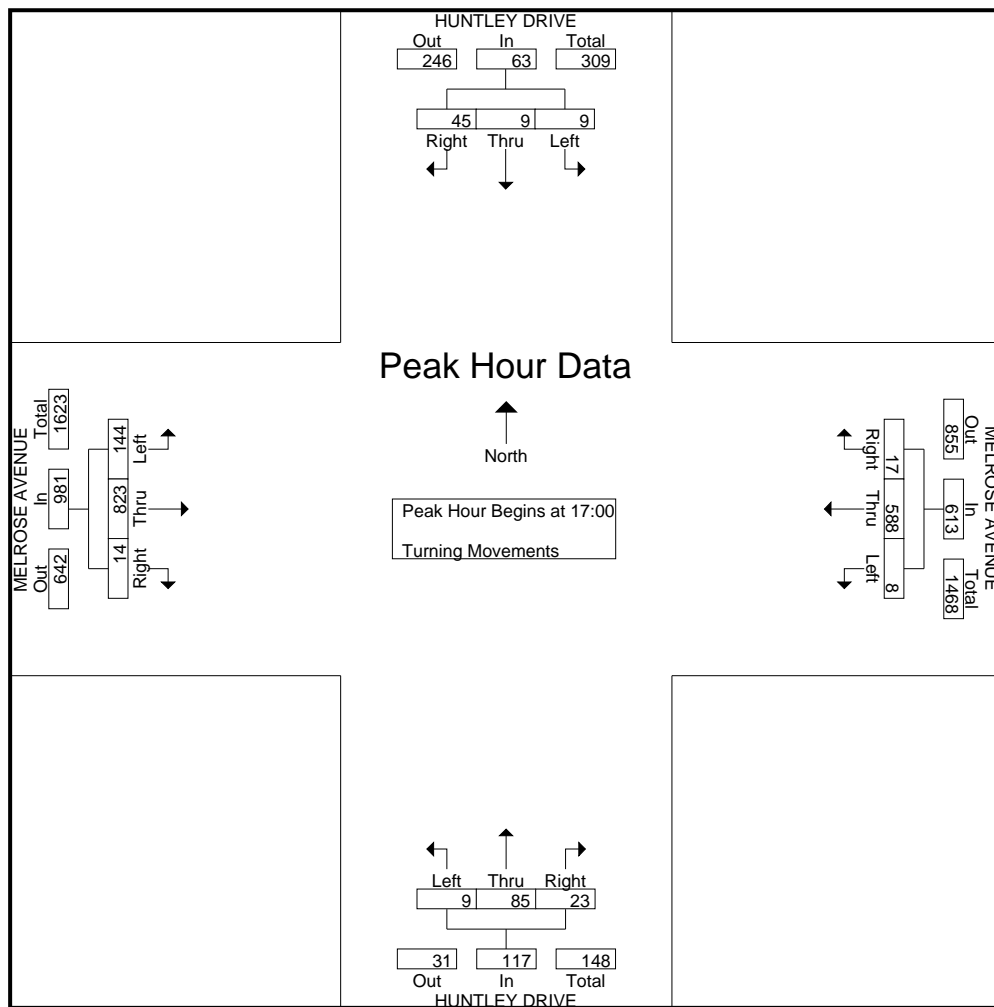 HUNTLEY DRIVE
Out In Total
246 63 309
45 9 9
Right Thru Left
Peak Hour Data
North
Peak Hour Begins at 17:00
Turning Movements
MELROSE AVENUE
Out In Total
642 981 1623
Left Thru Right
144 823 14
MELROSE AVENUE
Out In Total
855 613 1468
17 588 8
Right Thru Left
Left Thru Right
9 85 23
31 117 148
Out In Total
HUNTLEY DRIVE